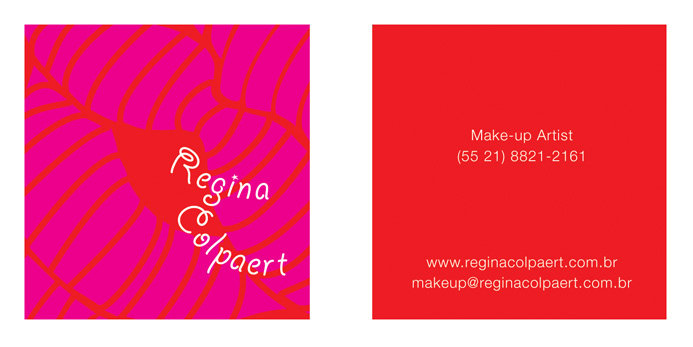 Regina
Colpaert
Make-up Artist
(55 21) 8821-2161
www.reginacolpaert.com.br
makeup@reginacolpaert.com.br